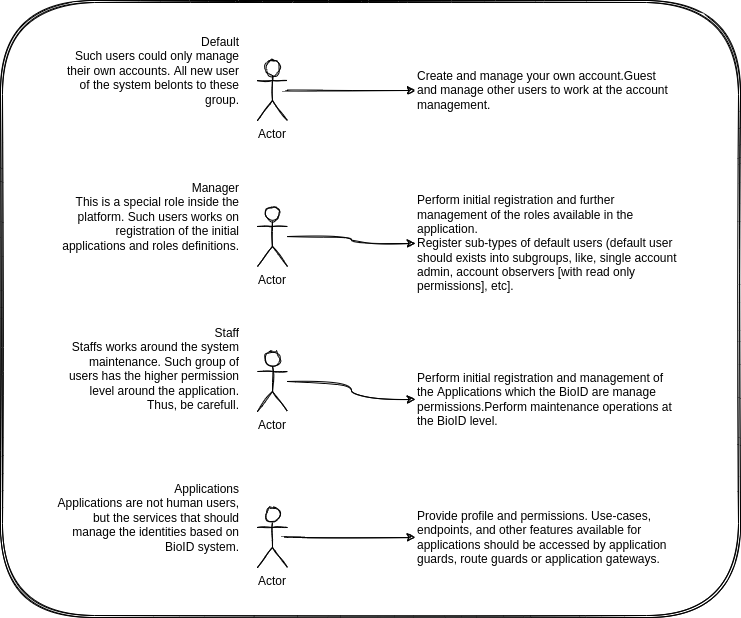 Default
Such users could only manage
their own accounts. All new user
of the system belonts to these
group.
Create and manage your own account.Guest
and manage other users to work at the account
management.
Actor
Manager
This is a special role inside the
platform. Such users works on
registration of the initial
applications and roles definitions.
Perform initial registration and further
management of the roles available in the
application.
Register sub-types of default users (default user
should exists into subgroups, like, single account
admin, account observers [with read only
permissions], etc].
Actor
Staff
Staffs works around the system
maintenance. Such group of
users has the higher permission
level around the application.
Thus, be carefull.
Perform initial registration and management of
the Applications which the BioID are manage
permissions.Perform maintenance operations at
the BioID level.
Actor
Applications
Applications are not human users,
but the services that should
manage the identities based on
BioID system.
Provide profile and permissions. Use-cases,
endpoints, and other features available for
applications should be accessed by application
guards, route guards or application gateways.
Actor